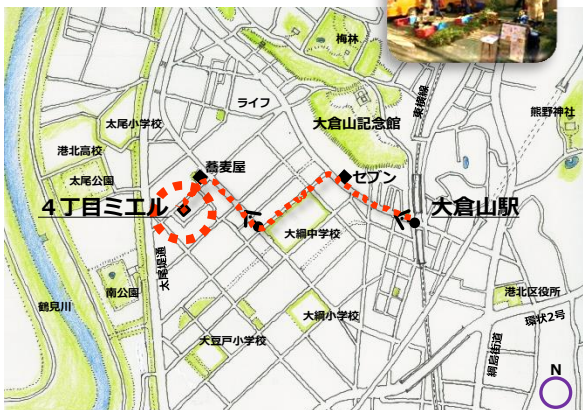 梅林
東横線
ライフ
大倉山記念館
熊野神社
太尾小学校
港北高校
太尾公園
蕎麦屋
セブン
4丁目ミエル
大倉山駅
大綱中学校
太尾堤通
南公園
鶴見川
大綱小学校
港北区役所
環状2号
大豆戸小学校
綱島街道
N